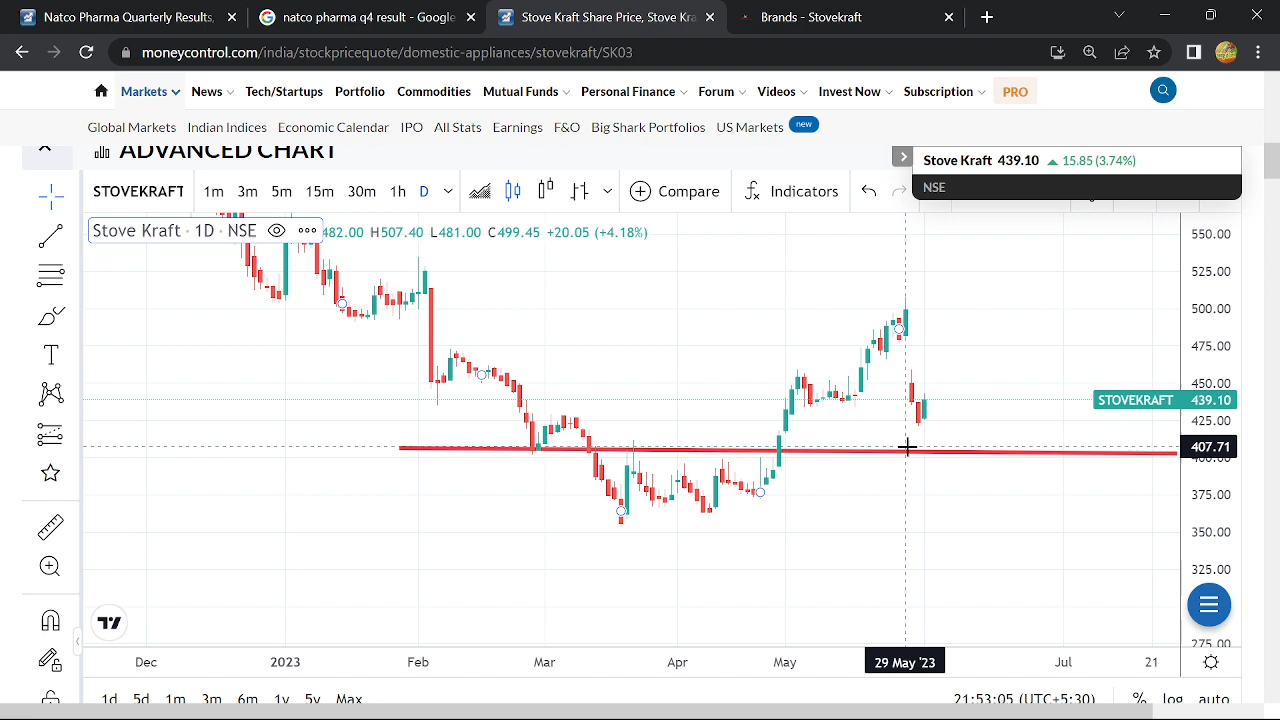 Natco Pharma Quarterly Results,
natco pharma q4 result - Google
Stove Kraft Share Price, Stove Kra
Brands - Stovekraft
moneycontrol.com/india/stockpricequote/domestic-appliances/stovekraft/SK03
Markets News Tech/Startups Portfolio Commodities Mutual Funds Personal Finance Forum Videos Invest Now Subscription PRO
Global Markets Indian Indices Economic Calendar IPO All Stats Earnings F&O Big Shark Portfolios US Markets new
ADVANCED CHART
Stove Kraft 439.10 15.85 (3.74%)
NSE
STOVEKRAFT 1m 3m 5m 15m 30m 1h D Compare Indicators
Stove Kraft · 1D · NSE 482.00 H507.40 L481.00 C499.45 +20.05 (+4.18%)
550.00
525.00
500.00
475.00
450.00
STOVEKRAFT 439.10
425.00
407.71
400.00
375.00
350.00
325.00
275.00
Dec 2023 Feb Mar Apr May 29 May '23 Jul 21
1d 5d 1m 3m 6m 1y 5y Max 21:53:05 (UTC+5:30) % log auto